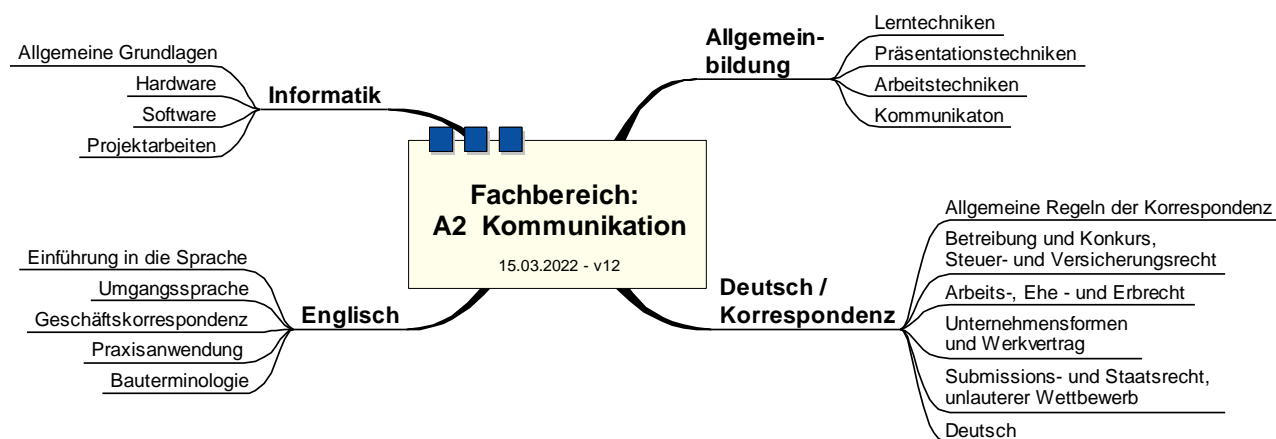 Allgemeine Grundlagen
Hardware
Software
Projektarbeiten
Informatik
Allgemein-
bildung
Lerntechniken
Präsentationstechniken
Arbeitstechniken
Kommunikaton
Fachbereich:
A2 Kommunikation
15.03.2022 - v12
Einführung in die Sprache
Umgangssprache
Geschäftskorrespondenz
Praxisanwendung
Bauterminologie
Englisch
Deutsch /
Korrespondenz
Allgemeine Regeln der Korrespondenz
Betreibung und Konkurs,
Steuer- und Versicherungsrecht
Arbeits-, Ehe - und Erbrecht
Unternehmensformen
und Werkvertrag
Submissions- und Staatsrecht,
unlauterer Wettbewerb
Deutsch